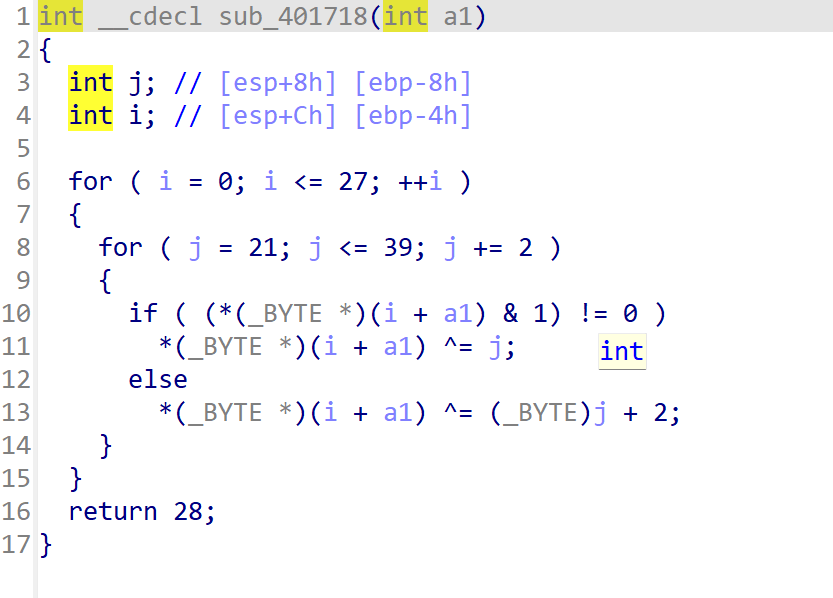 1 int __cdecl sub_401718(int a1)
2 {
3   int j; // [esp+8h] [ebp-8h]
4   int i; // [esp+Ch] [ebp-4h]
5
6   for ( i = 0; i <= 27; ++i )
7   {
8     for ( j = 21; j <= 39; j += 2 )
9     {
10       if ( (*(_BYTE *)(i + a1) & 1) != 0 )
11         *(_BYTE *)(i + a1) ^= j; int
12       else
13         *(_BYTE *)(i + a1) ^= (_BYTE)j + 2;
14     }
15   }
16   return 28;
17 }